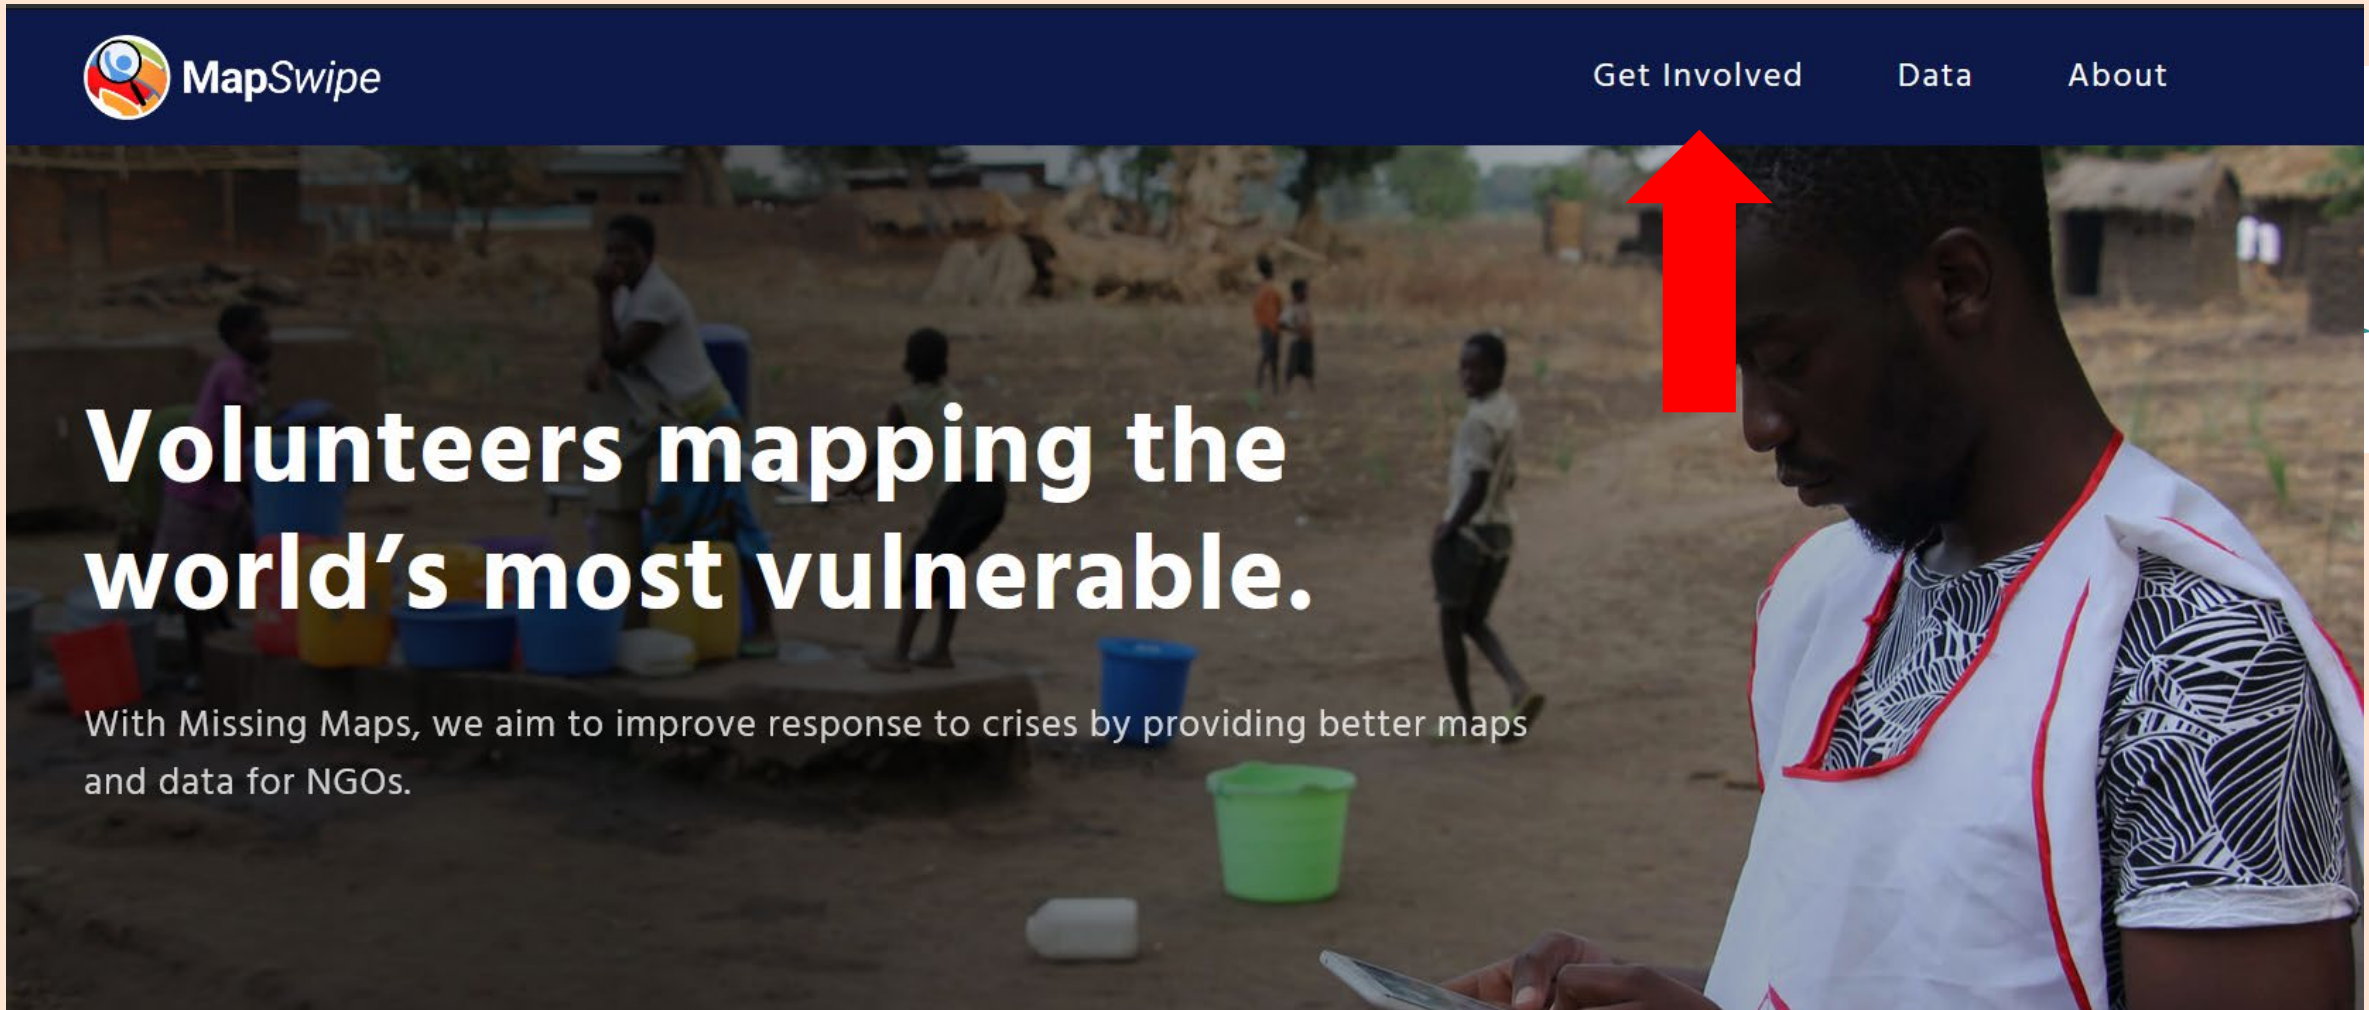 MapSwipe
Get Involved
Data
About
Volunteers mapping the
world’s most vulnerable.
With Missing Maps, we aim to improve response to crises by providing better maps
and data for NGOs.